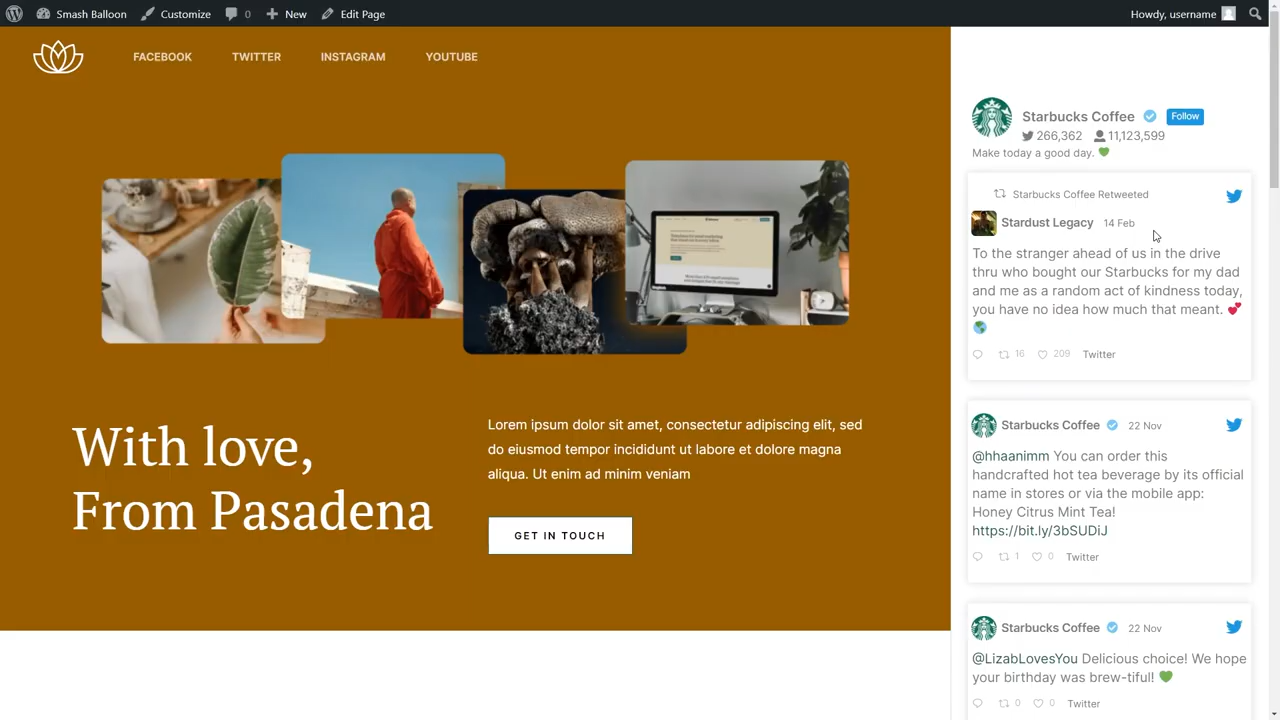 Smash Balloon Customize 0 New Edit Page Howdy, username
FACEBOOK TWITTER INSTAGRAM YOUTUBE
With love,
From Pasadena
Lorem ipsum dolor sit amet, consectetur adipiscing elit, sed
do eiusmod tempor incididunt ut labore et dolore magna
aliqua. Ut enim ad minim veniam
GET IN TOUCH
Starbucks Coffee Follow
266,362 11,123,599
Make today a good day. 💚
Starbucks Coffee Retweeted
Stardust Legacy 14 Feb
To the stranger ahead of us in the drive
thru who bought our Starbucks for my dad
and me as a random act of kindness today,
you have no idea how much that meant. 💕
🌎
16 209 Twitter
Starbucks Coffee 22 Nov
@hhaanimm You can order this
handcrafted hot tea beverage by its official
name in stores or via the mobile app:
Honey Citrus Mint Tea!
https://bit.ly/3bSUDiJ
1 0 Twitter
Starbucks Coffee 22 Nov
@LizabLovesYou Delicious choice! We hope
your birthday was brew-tiful! 💚
0 0 Twitter